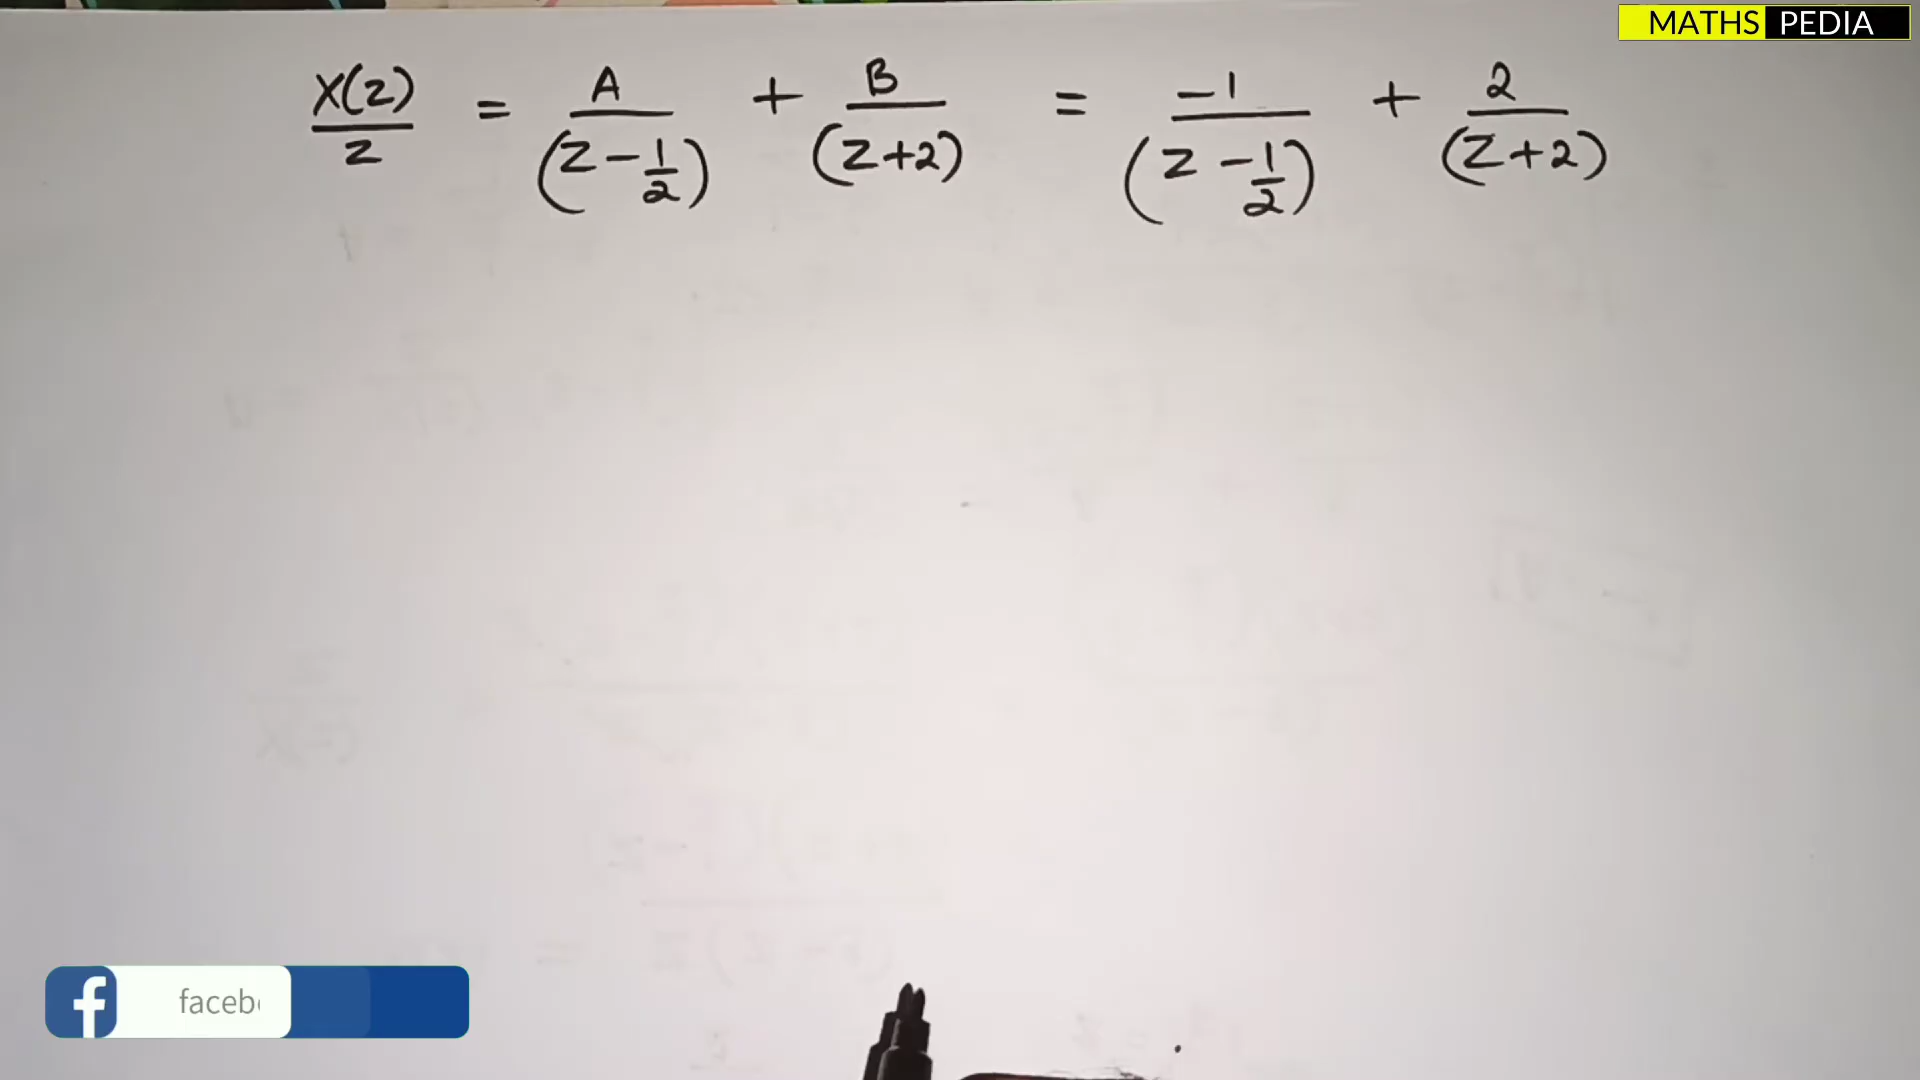 MATHS PEDIA
X(z)/z = A/(z-1/2) + B/(z+2) = -1/(z-1/2) + 2/(z+2)
faceb